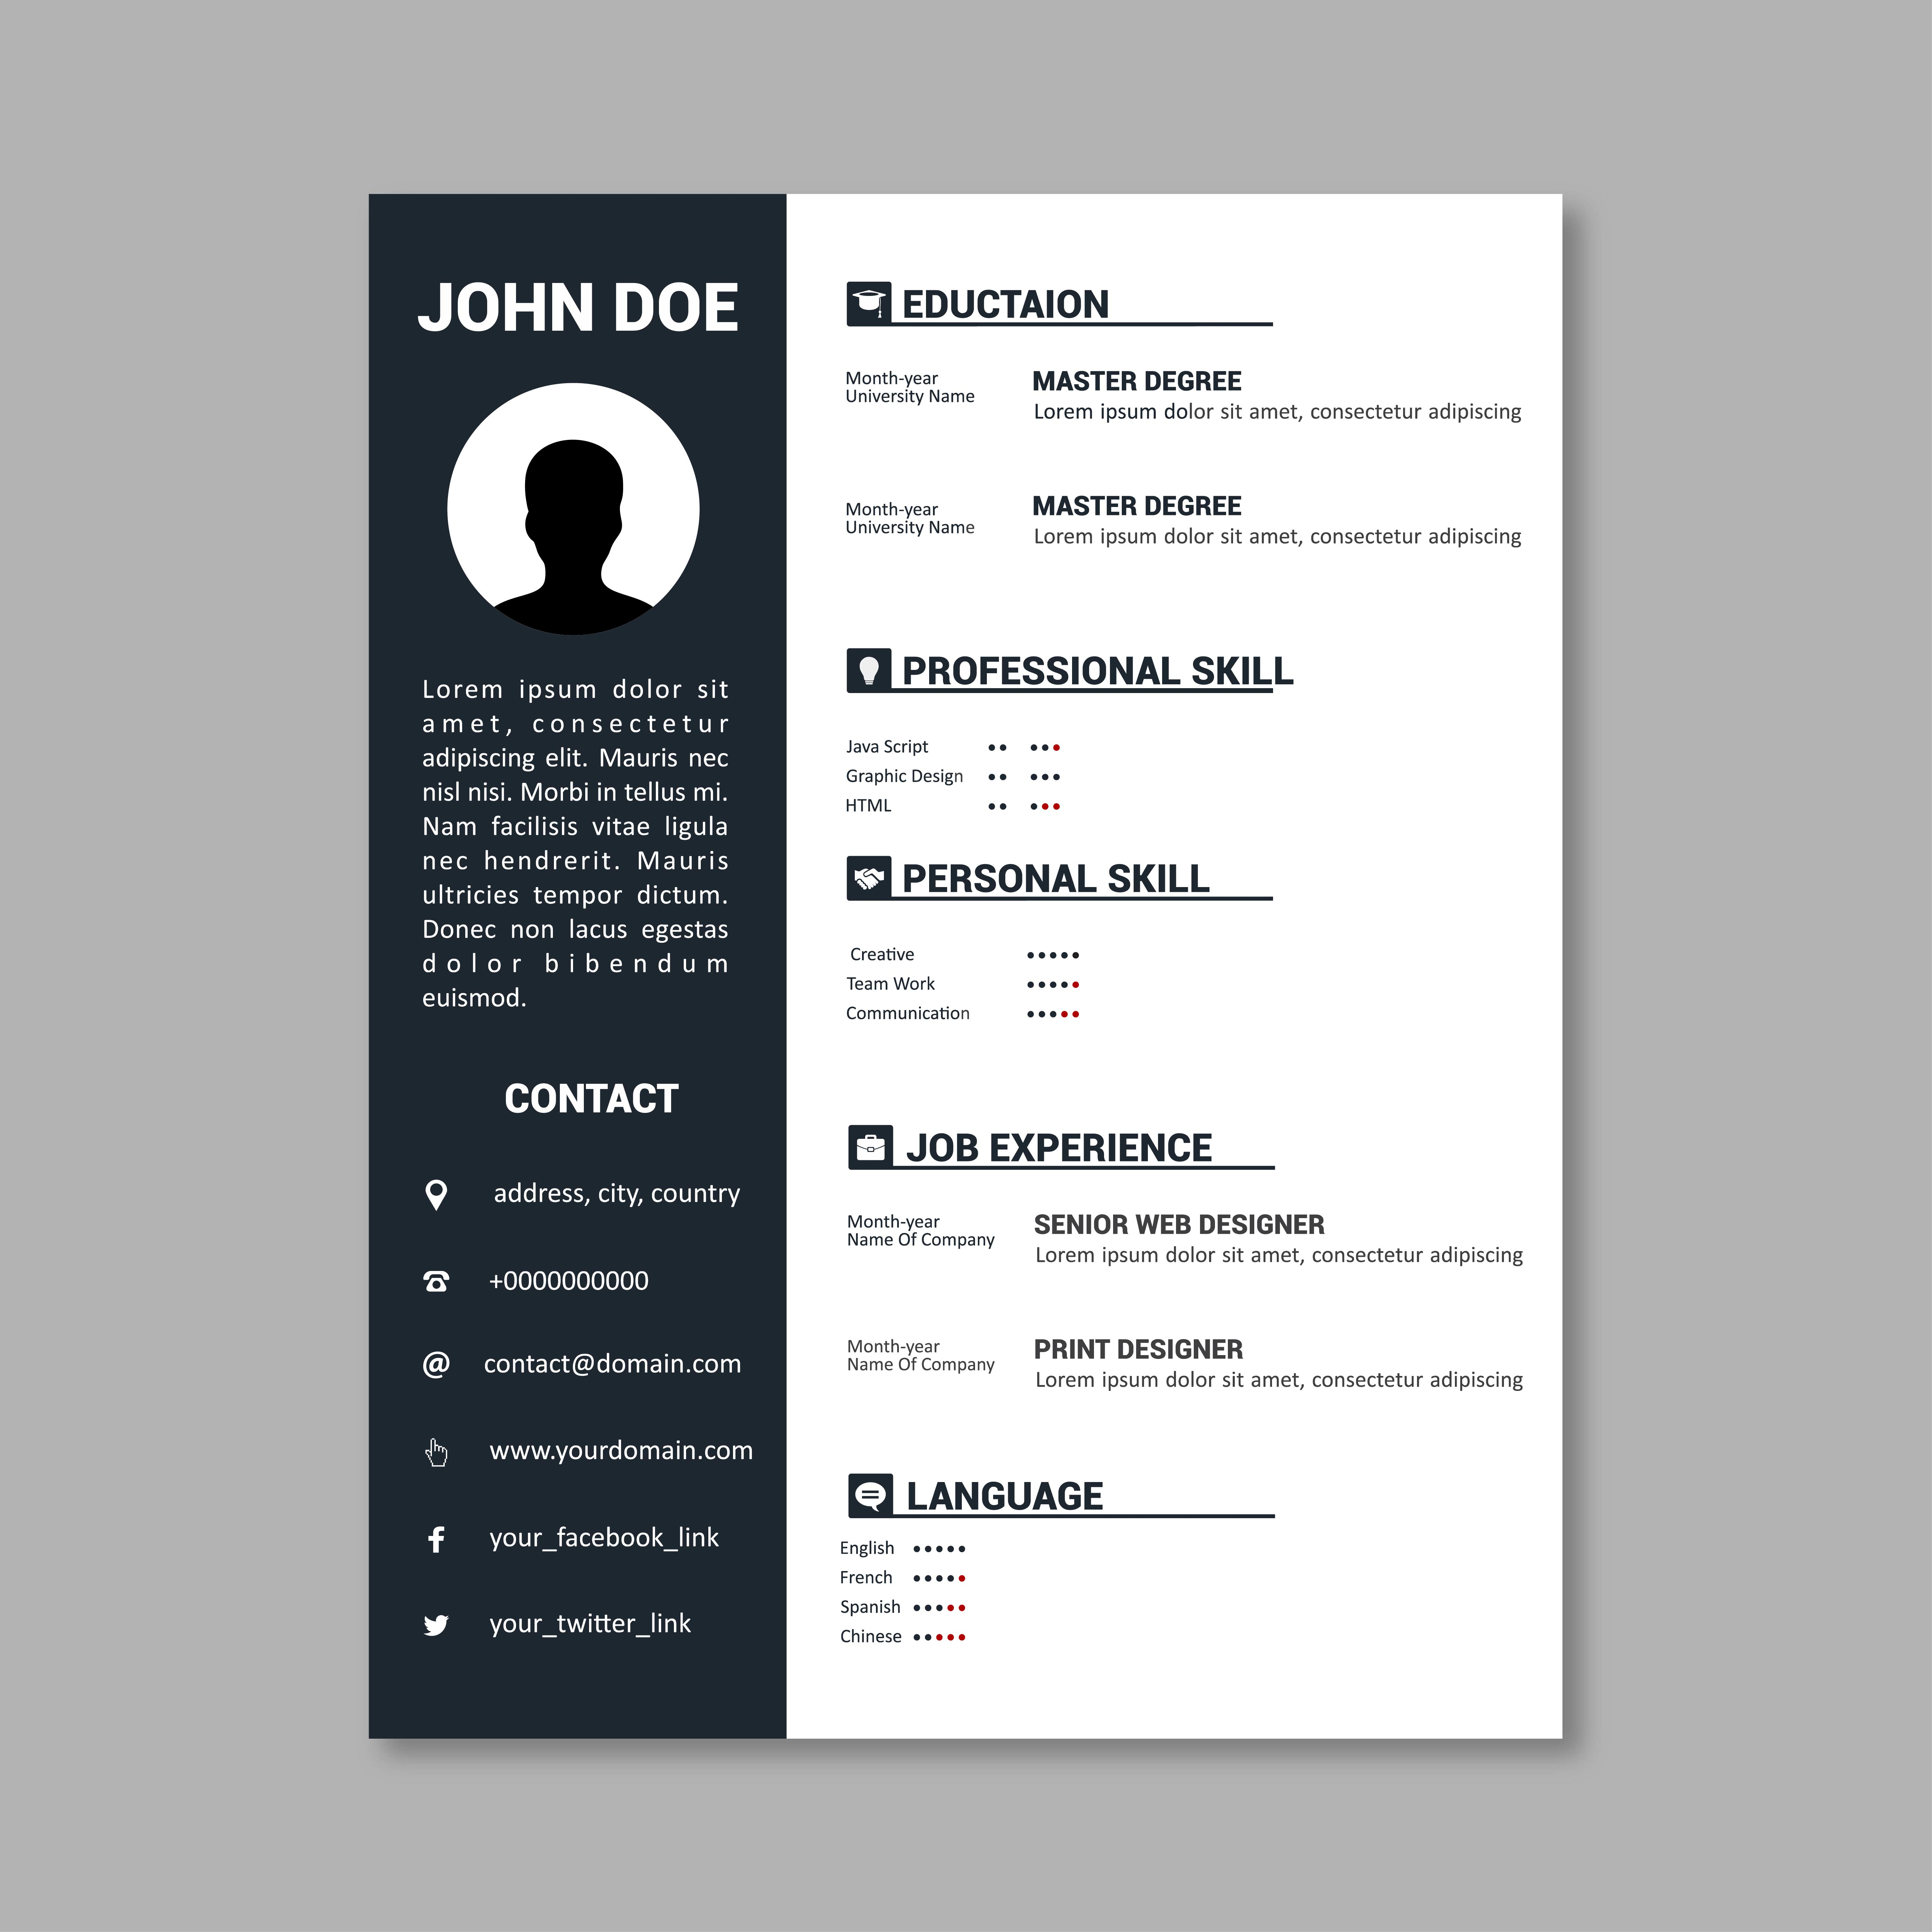 JOHN DOE
Lorem ipsum dolor sit
amet, consectetur
adipiscing elit. Mauris nec
nisl nisi. Morbi in tellus mi.
Nam facilisis vitae ligula
nec hendrerit. Mauris
ultricies tempor dictum.
Donec non lacus egestas
dolor bibendum
euismod.
CONTACT
address, city, country
+0000000000
@ contact@domain.com
www.yourdomain.com
f your_facebook_link
your_twitter_link
EDUCTAION
Month-year
University Name
MASTER DEGREE
Lorem ipsum dolor sit amet, consectetur adipiscing
Month-year
University Name
MASTER DEGREE
Lorem ipsum dolor sit amet, consectetur adipiscing
PROFESSIONAL SKILL
Java Script
Graphic Design
HTML
PERSONAL SKILL
Creative
Team Work
Communication
JOB EXPERIENCE
Month-year
Name Of Company
SENIOR WEB DESIGNER
Lorem ipsum dolor sit amet, consectetur adipiscing
Month-year
Name Of Company
PRINT DESIGNER
Lorem ipsum dolor sit amet, consectetur adipiscing
LANGUAGE
English
French
Spanish
Chinese